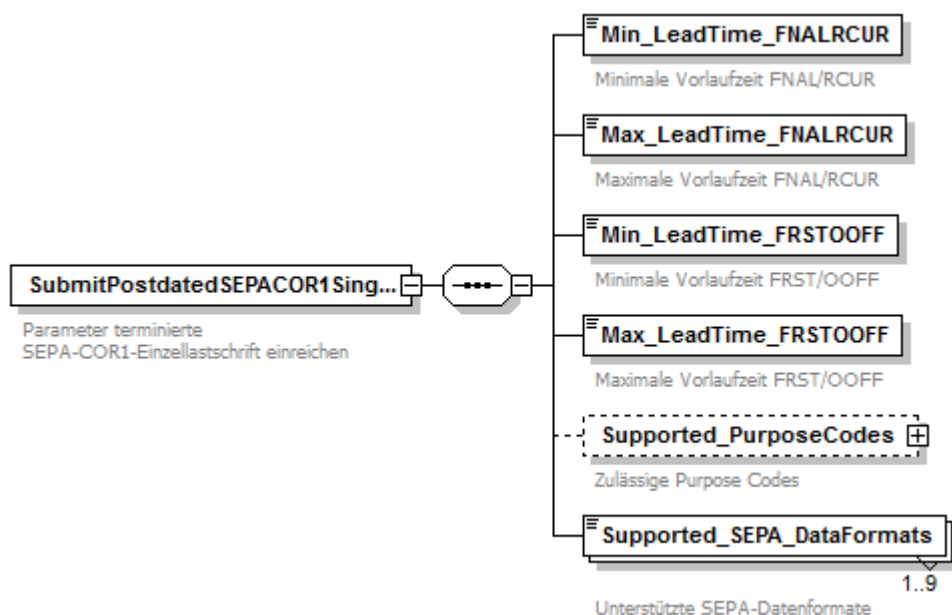 Min_LeadTime_FNALRCUR
Minimale Vorlaufzeit FNAL/RCUR
Max_LeadTime_FNALRCUR
Maximale Vorlaufzeit FNAL/RCUR
Min_LeadTime_FRSTOOFF
Minimale Vorlaufzeit FRST/OOFF
SubmitPostdatedSEPACOR1Sing...
Parameter terminierte
SEPA-COR1-Einzellastschrift einreichen
Max_LeadTime_FRSTOOFF
Maximale Vorlaufzeit FRST/OOFF
Supported_PurposeCodes
Zulässige Purpose Codes
Supported_SEPA_DataFormats
1..9
Unterstützte SEPA-Datenformate